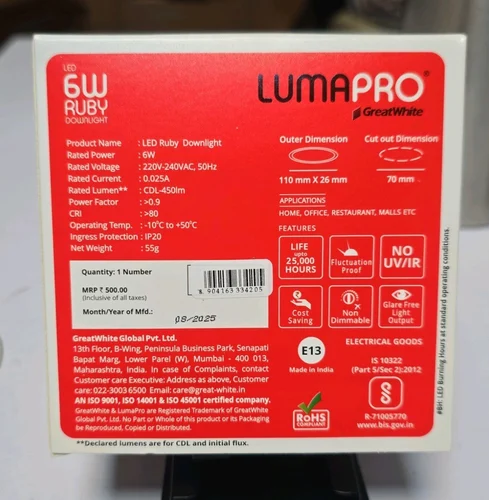 LED
6W
RUBY
DOWNLIGHT
LUMAPRO®
GreatWhite
Product Name : LED Ruby Downlight
Rated Power : 6W
Rated Voltage : 220V-240VAC, 50Hz
Rated Current : 0.025A
Rated Lumen** : CDL-450lm
Power Factor : >0.9
CRI : >80
Operating Temp. : -10°C to +50°C
Ingress Protection : IP20
Net Weight : 55g
Outer Dimension
110 mm X 26 mm
Cut out Dimension
70 mm
APPLICATIONS
HOME, OFFICE, RESTAURANT, MALLS ETC
FEATURES
LIFE
upto
25,000
HOURS
Fluctuation
Proof
NO
UV/IR
Cost
Saving
Non
Dimmable
Glare Free
Light
Output
Quantity: 1 Number
MRP ₹ 500.00
(Inclusive of all taxes)
Month/Year of Mfd.:
08/2025
8 904163 334205
GreatWhite Global Pvt. Ltd.
13th Floor, B-Wing, Peninsula Business Park, Senapati
Bapat Marg, Lower Parel (W), Mumbai - 400 013,
Maharashtra, India. In case of Complaints, contact
Customer Care Executive: Address as above, Customer
care: 022-3003 6500 Email: care@great-white.in
AN ISO 9001, ISO 14001 & ISO 45001 certified company.
GreatWhite & LumaPro are Registered Trademark of GreatWhite
Global Pvt. Ltd. No Part or Whole of this product or its Packaging
be Reproduced, Copied or Distributed.
E13
Made in India
RoHS
COMPLIANT
ELECTRICAL GOODS
IS 10322
(Part 5/Sec 2):2012
R-71005770
www.bis.gov.in
#BH: LED Burning Hours at standard operating conditions.
**Declared lumens are for CDL and initial flux.